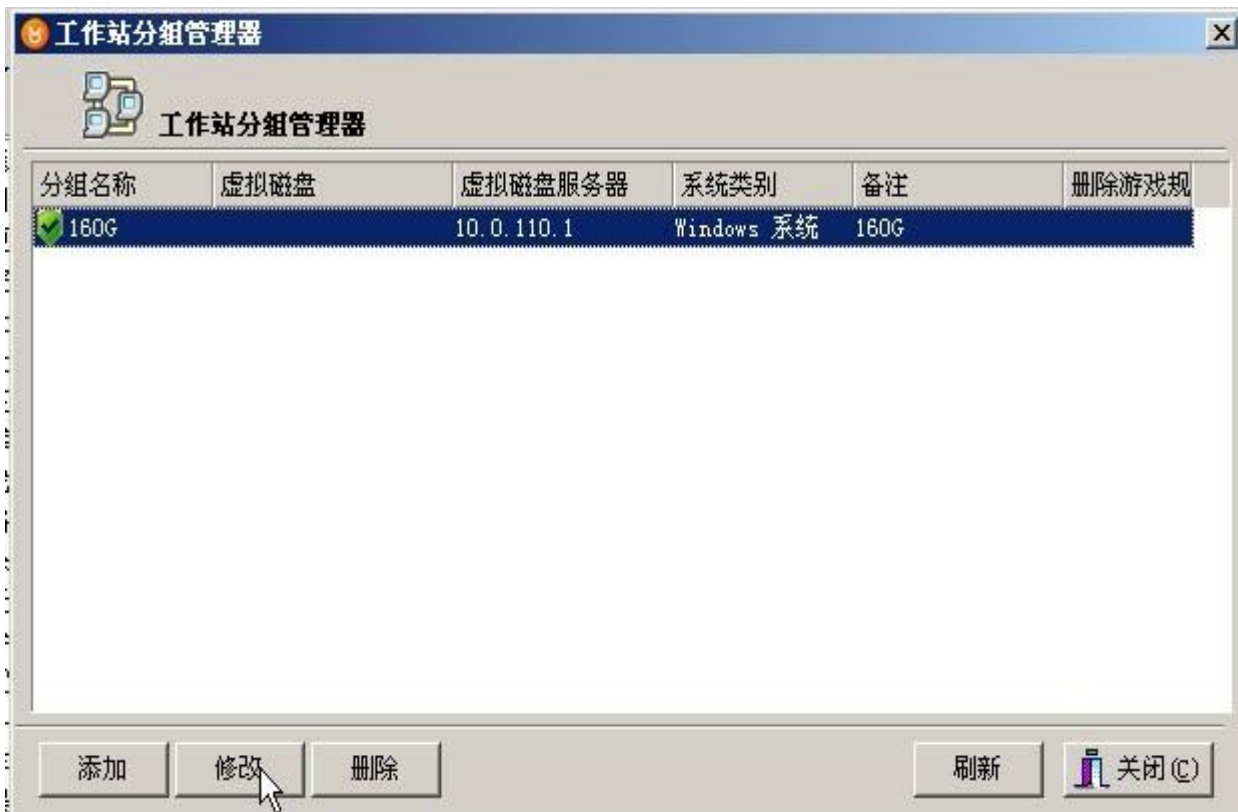 工作站分组管理器
工作站分组管理器
分组名称 虚拟磁盘 虚拟磁盘服务器 系统类别 备注 删除游戏规
160G 10.0.110.1 Windows 系统 160G
添加 修改 删除 刷新 关闭(C)